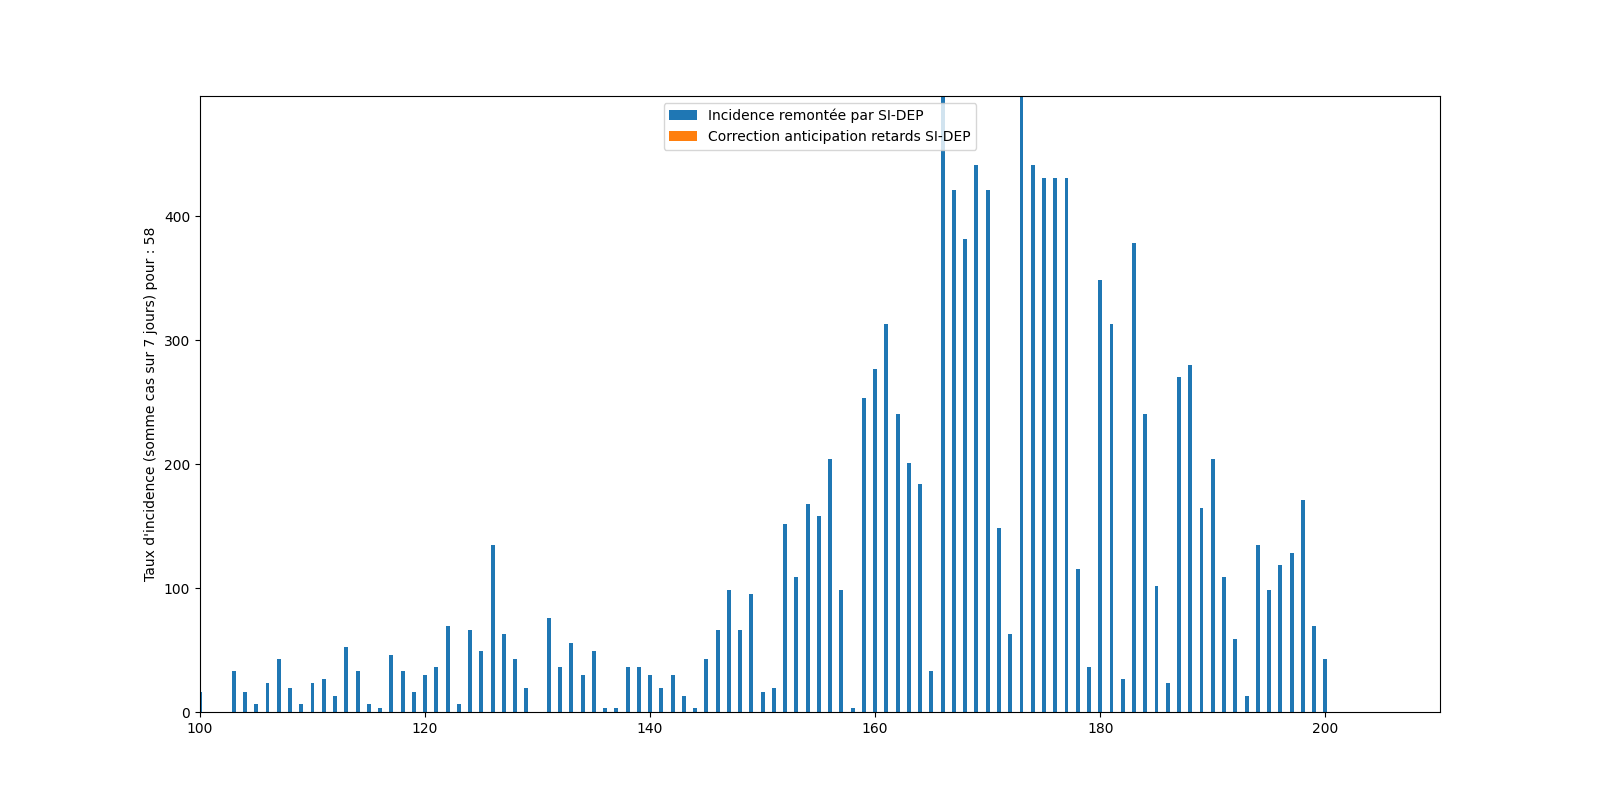 Incidence remontée par SI-DEP
Correction anticipation retards SI-DEP
Taux d'incidence (somme cas sur 7 jours) pour : 58
400
300
200
100
0
100 120 140 160 180 200